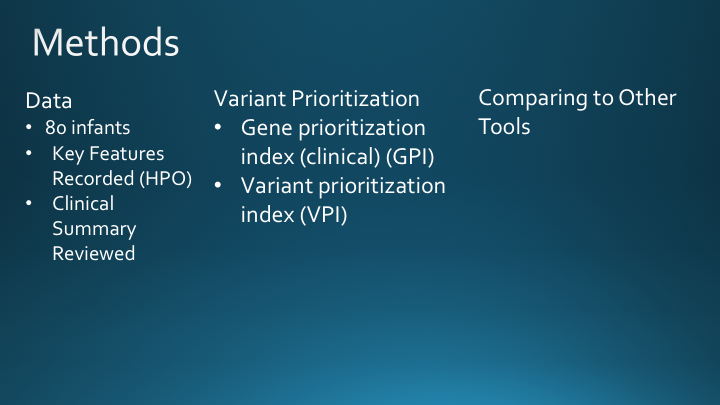 Methods
Data
• 80 infants
• Key Features
Recorded (HPO)
• Clinical
Summary
Reviewed
Variant Prioritization
• Gene prioritization
index (clinical) (GPI)
• Variant prioritization
index (VPI)
Comparing to Other
Tools